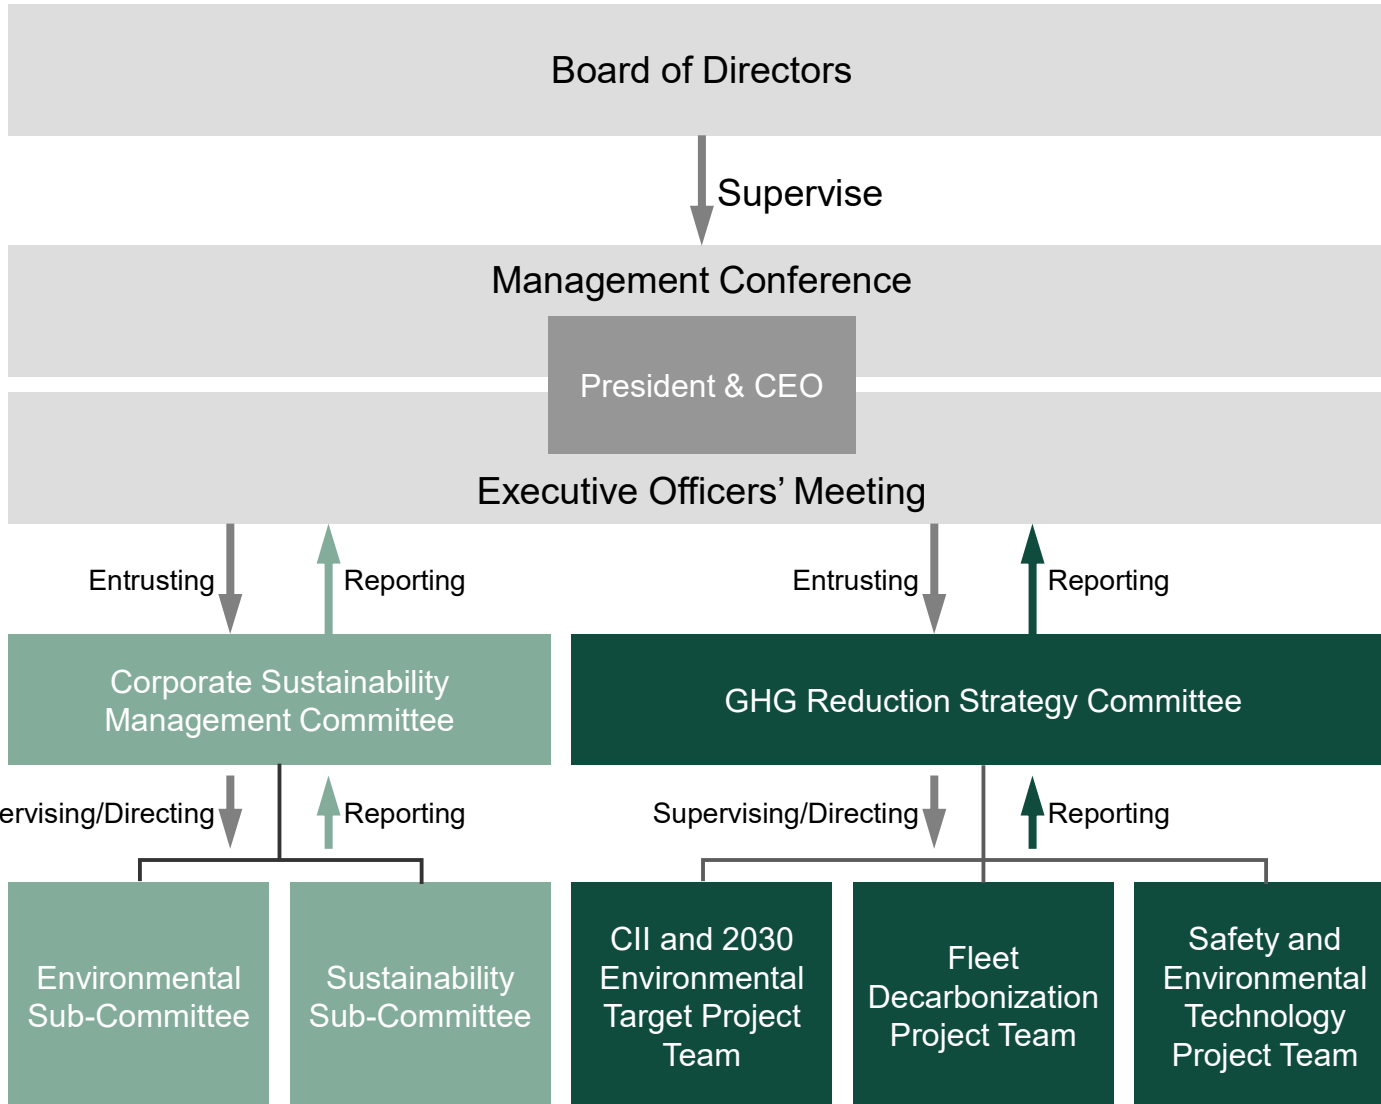 Board of Directors
Supervise
Management Conference
President & CEO
Executive Officers’ Meeting
Entrusting
Reporting
Entrusting
Reporting
Corporate Sustainability
Management Committee
GHG Reduction Strategy Committee
ervising/Directing
Reporting
Supervising/Directing
Reporting
Environmental
Sub-Committee
Sustainability
Sub-Committee
CII and 2030
Environmental
Target Project
Team
Fleet
Decarbonization
Project Team
Safety and
Environmental
Technology
Project Team